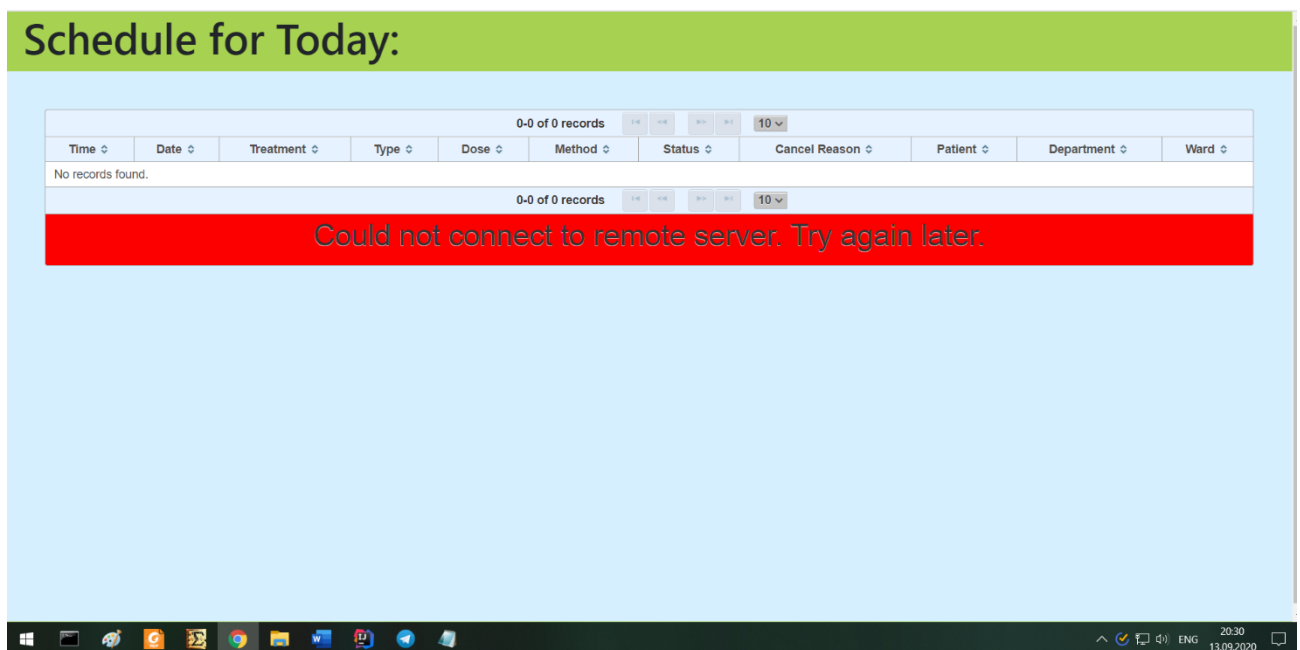 Schedule for Today:
0-0 of 0 records 10
Time Date Treatment Type Dose Method Status Cancel Reason Patient Department Ward
No records found.
0-0 of 0 records 10
Could not connect to remote server. Try again later.
ENG 20:30
13.09.2020